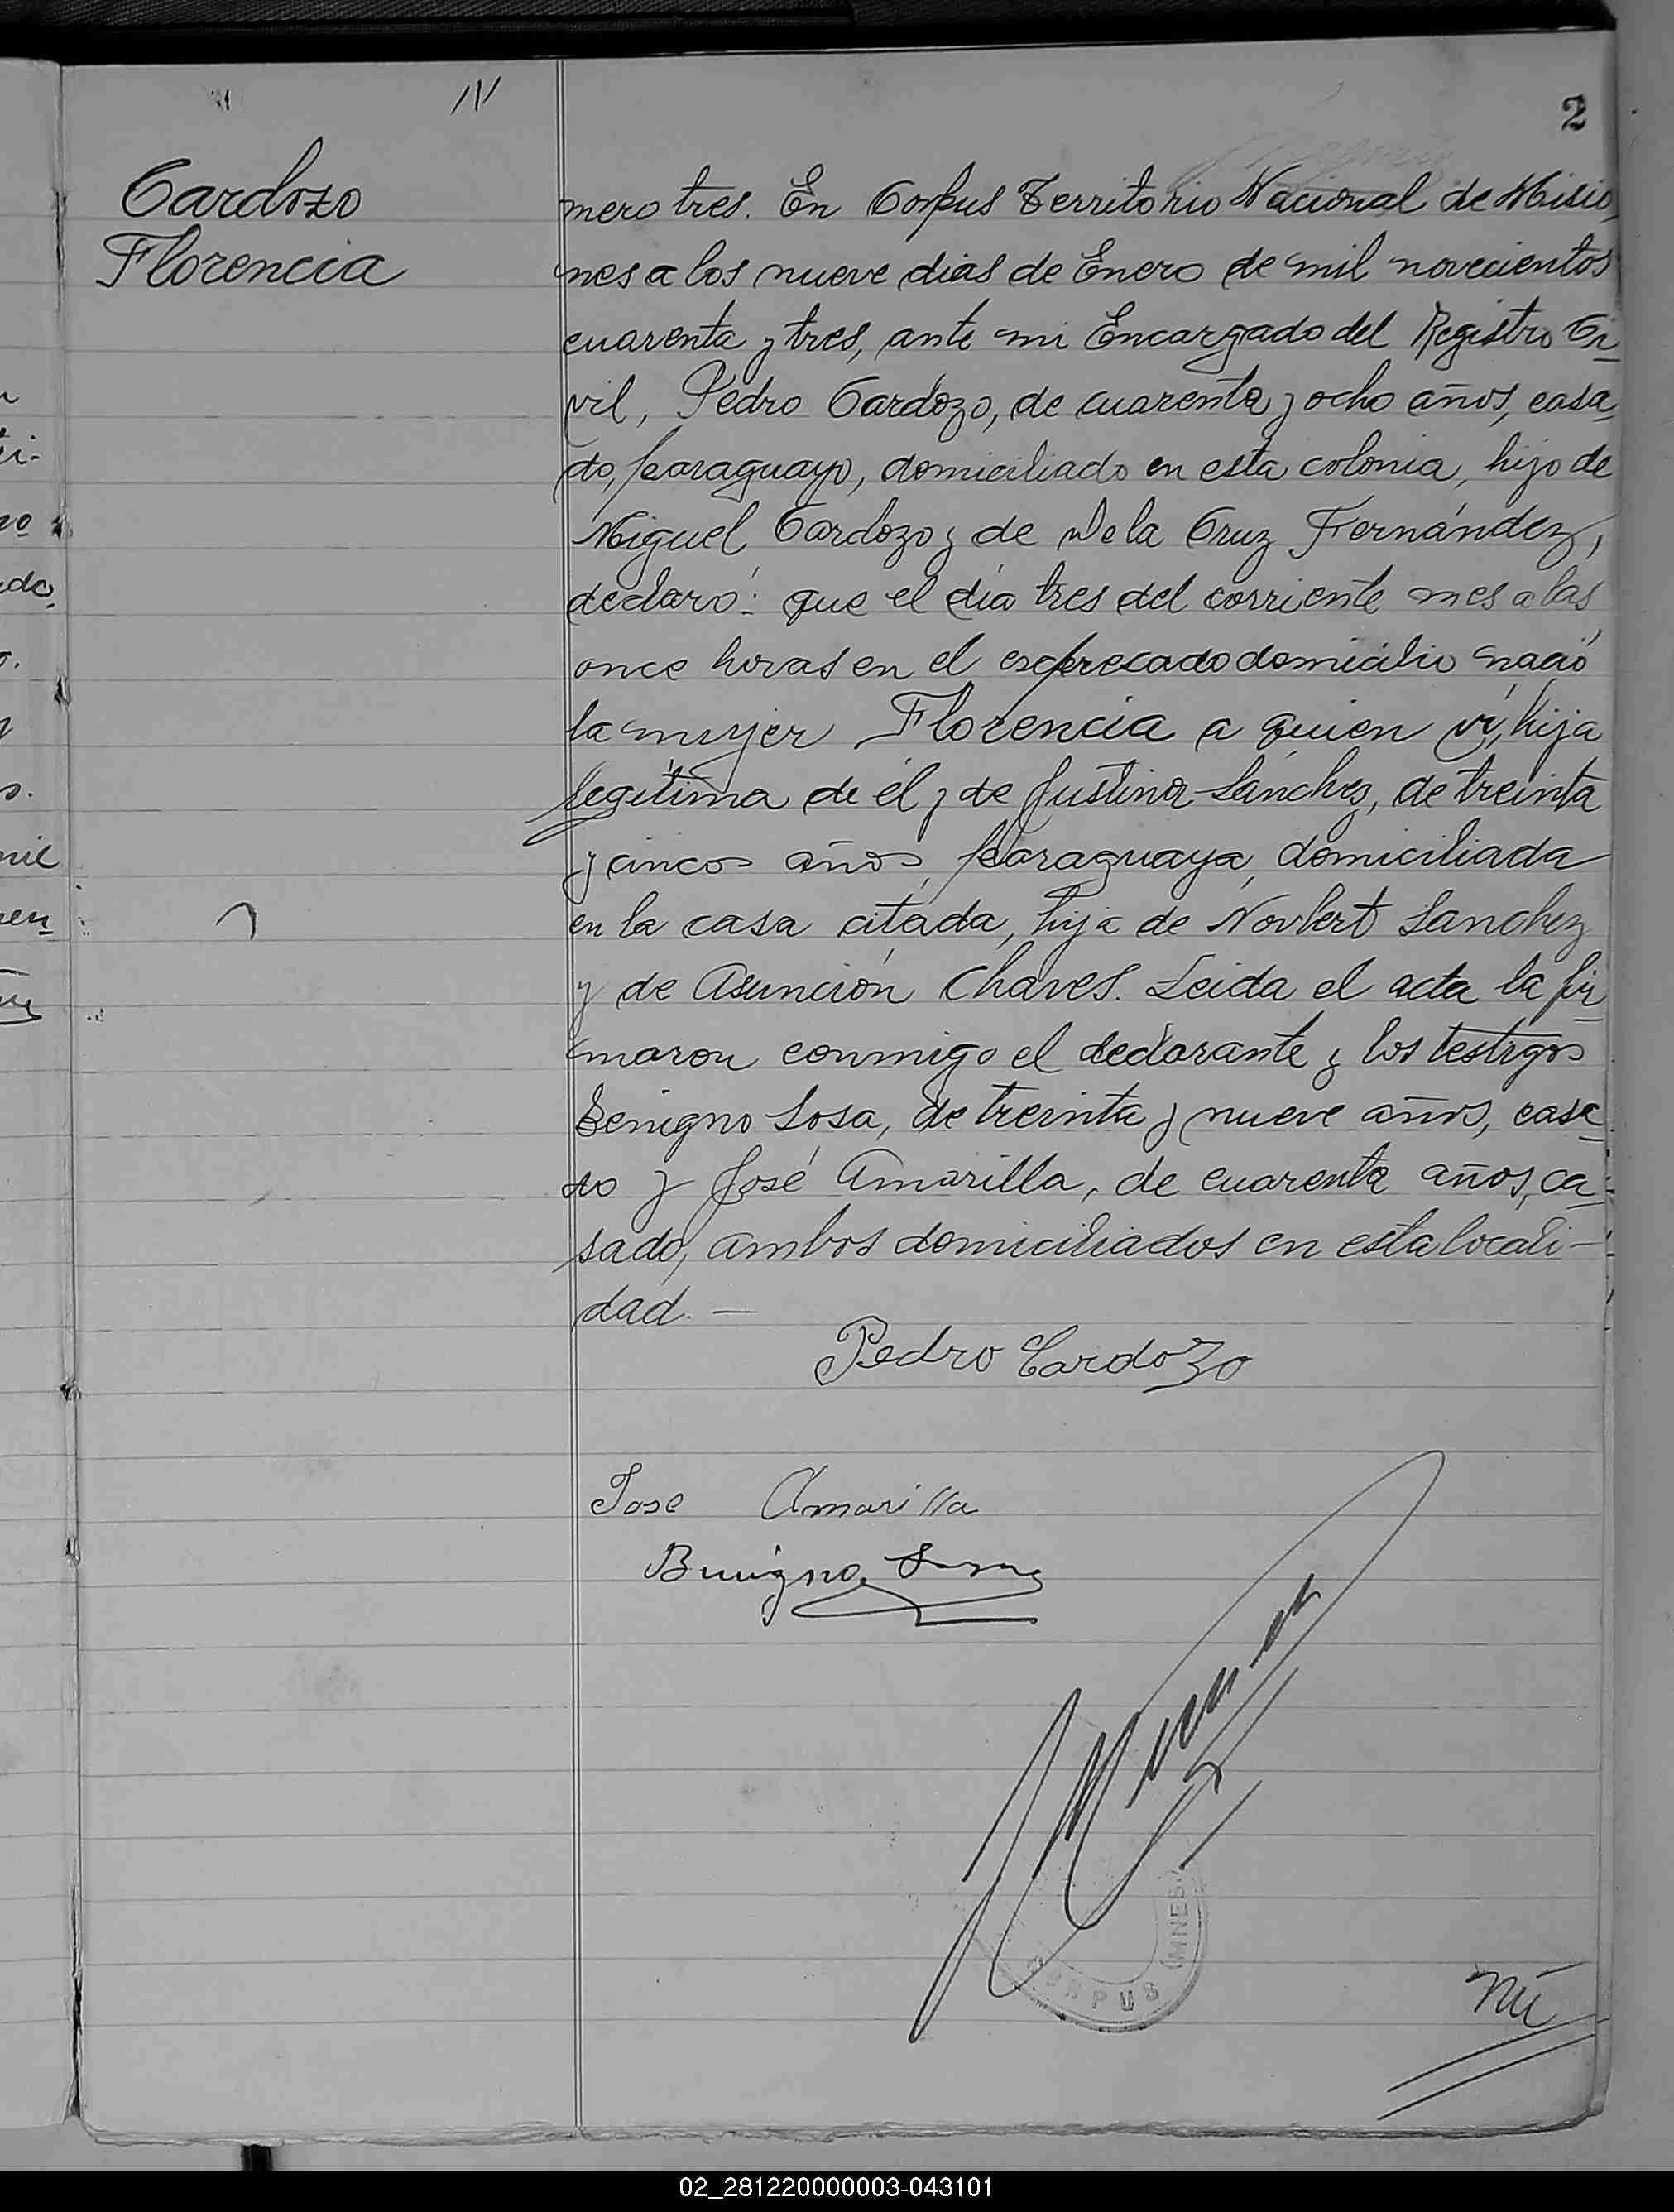 2
Cardozo
Florencia
mero tres. En Corpus Territorio Nacional de Misio
nes a los nueve dias de Enero de mil novecientos
cuarenta y tres, ante mi Encargado del Registro Ci
vil, Pedro Cardozo, de cuarenta y ocho años, casa
do, paraguayo, domiciliado en esta colonia, hijo de
Miguel Cardozo y de De la Cruz Fernández,
declaró: que el día tres del corriente mes a las
once horas en el expresado domicilio nació
la mujer Florencia a quien ví, hija
legítima de él y de Justina Sánchez, de treinta
y cinco años, paraguaya, domiciliada
en la casa citada, hija de Norbert Sanchez
y de Asunción Chaves. Leida el acta la fir
maron conmigo el declarante y los testigos
Benigno Sosa, de treinta y nueve años, casa
do y José Amarilla, de cuarenta años, ca
sado, ambos domiciliados en esta locali-
dad. —
Pedro Cardozo
Jose Amarilla
Benigno Sosa
CORPUS (MNES)
Nú
02_281220000003-043101